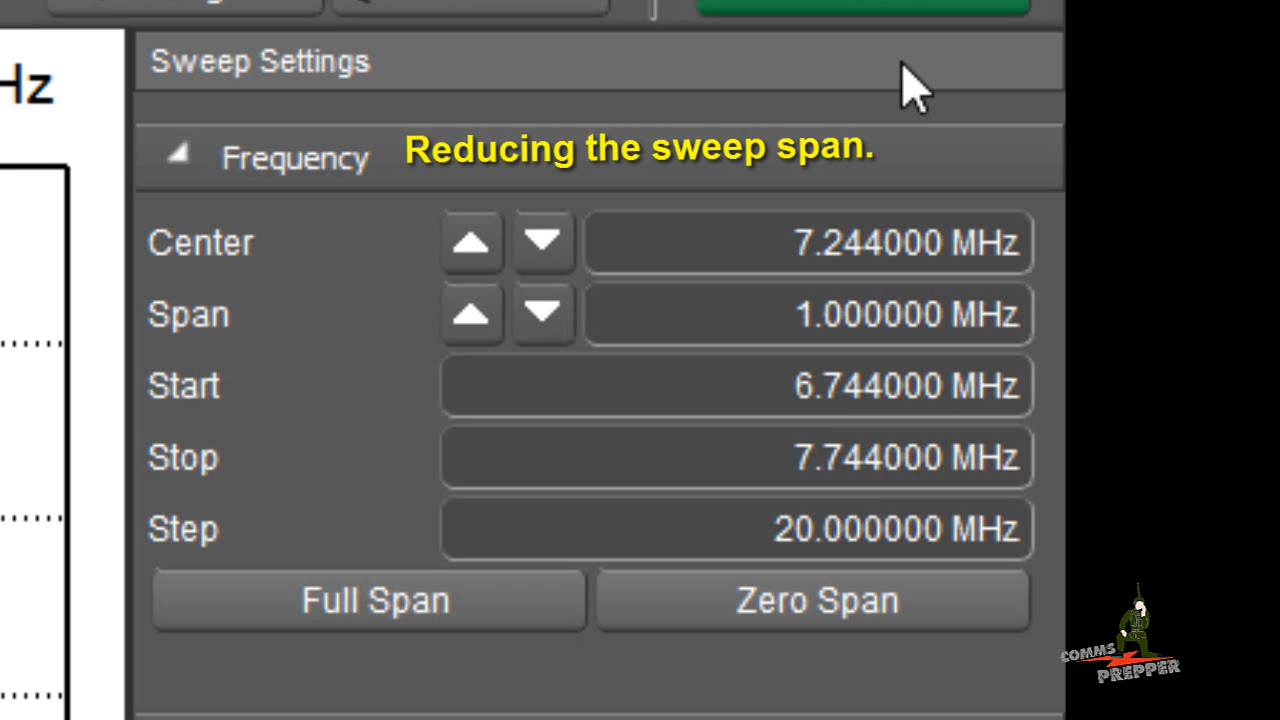 Hz
Sweep Settings
Frequency
Reducing the sweep span.
Center 7.244000 MHz
Span 1.000000 MHz
Start 6.744000 MHz
Stop 7.744000 MHz
Step 20.000000 MHz
Full Span Zero Span
COMMS
PREPPER